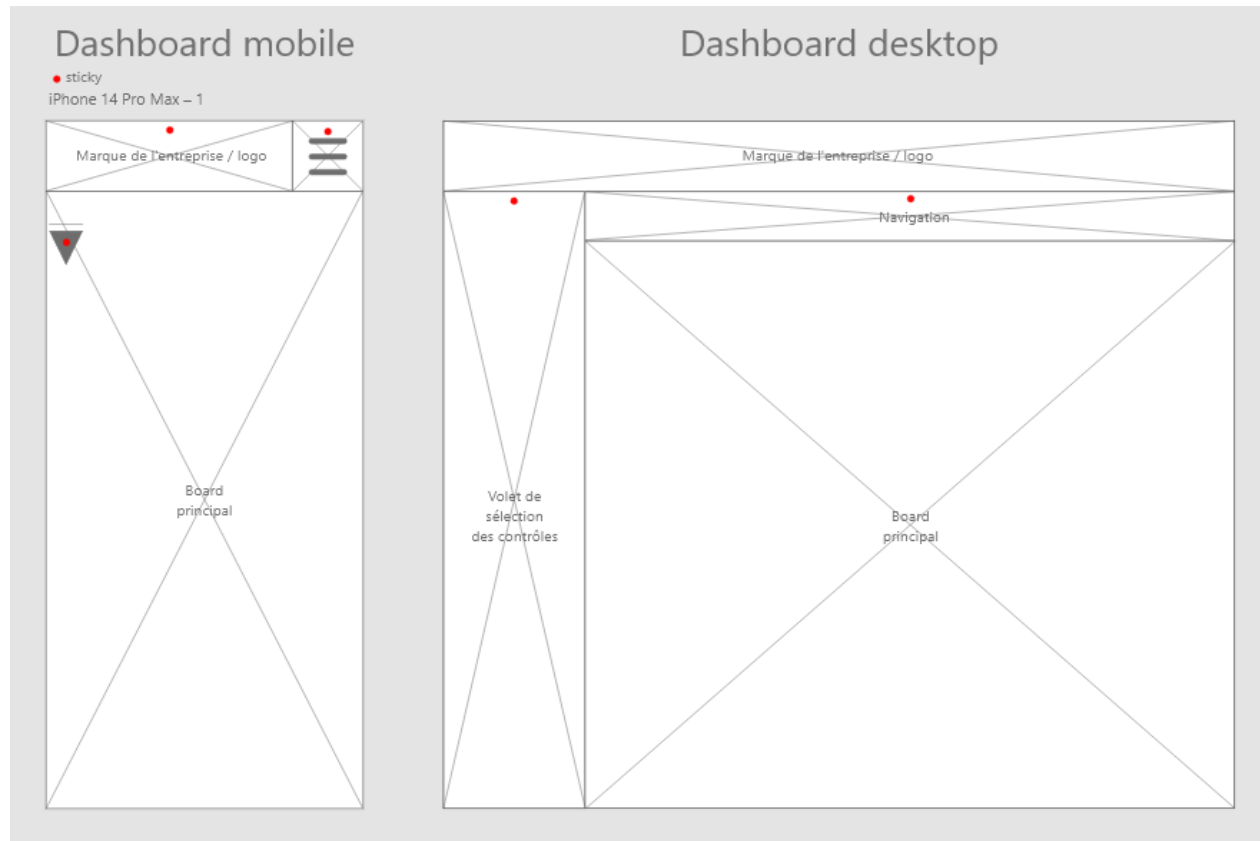 Dashboard mobile
sticky
iPhone 14 Pro Max – 1
Marque de l'entreprise / logo
Board
principal
Dashboard desktop
Marque de l'entreprise / logo
Navigation
Volet de
sélection
des contrôles
Board
principal